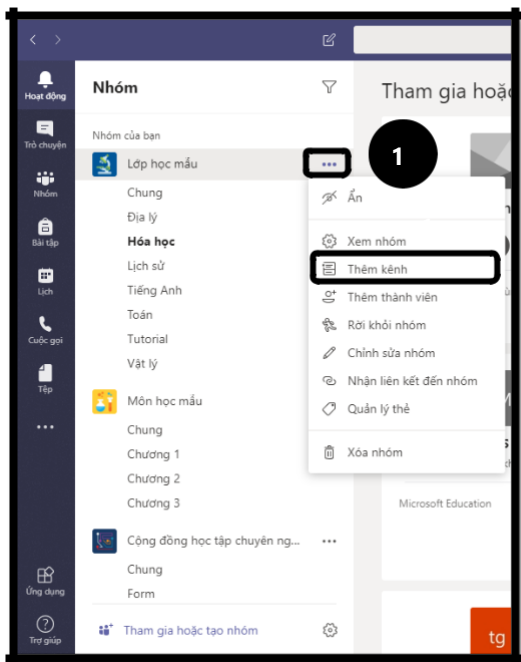 Hoạt động
Trò chuyện
Nhóm
Bài tập
Lịch
Cuộc gọi
Tệp
Ứng dụng
Trợ giúp
Nhóm
Nhóm của bạn
Lớp học mẫu
Chung
Địa lý
Hóa học
Lịch sử
Tiếng Anh
Toán
Tutorial
Vật lý
Môn học mẫu
Chung
Chương 1
Chương 2
Chương 3
Cộng đồng học tập chuyên ng...
Chung
Form
Tham gia hoặc tạo nhóm
1
Ẩn
Xem nhóm
Thêm kênh
Thêm thành viên
Rời khỏi nhóm
Chỉnh sửa nhóm
Nhận liên kết đến nhóm
Quản lý thẻ
Xóa nhóm
Tham gia hoặ
Microsoft Education
tg